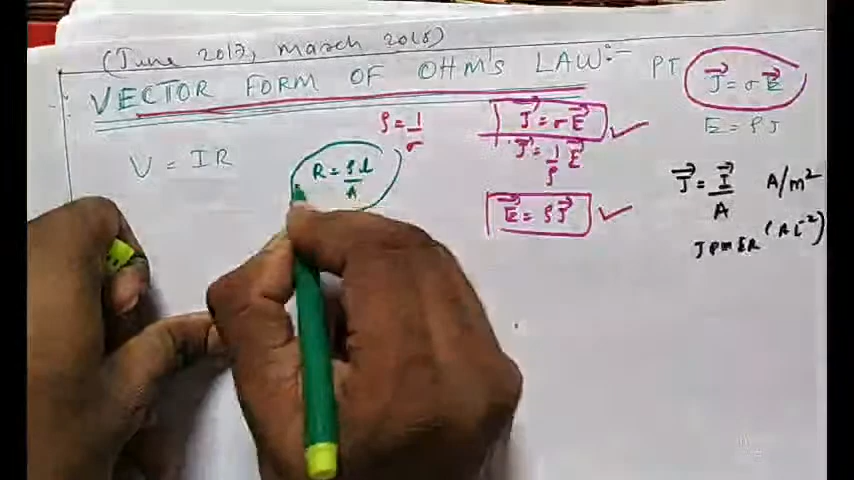 (June 2017, march 2018)
VECTOR FORM OF OHM's LAW:-
PT J⃗ = σE⃗
E = ρJ
V = IR
R = ρl/A
ρ = 1/σ
J⃗ = σE⃗
J⃗ = 1/ρ E⃗
E⃗ = ρJ⃗
J⃗ = I⃗/A A/m²